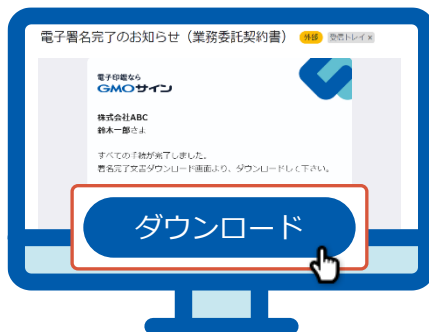 電子署名完了のお知らせ（業務委託契約書） 外部 受信トレイ ×
電子印鑑なら
GMOサイン
株式会社ABC
鈴木一郎さま
すべての手続が完了しました。
署名完了文書ダウンロード画面より、ダウンロードして下さい。
ダウンロード